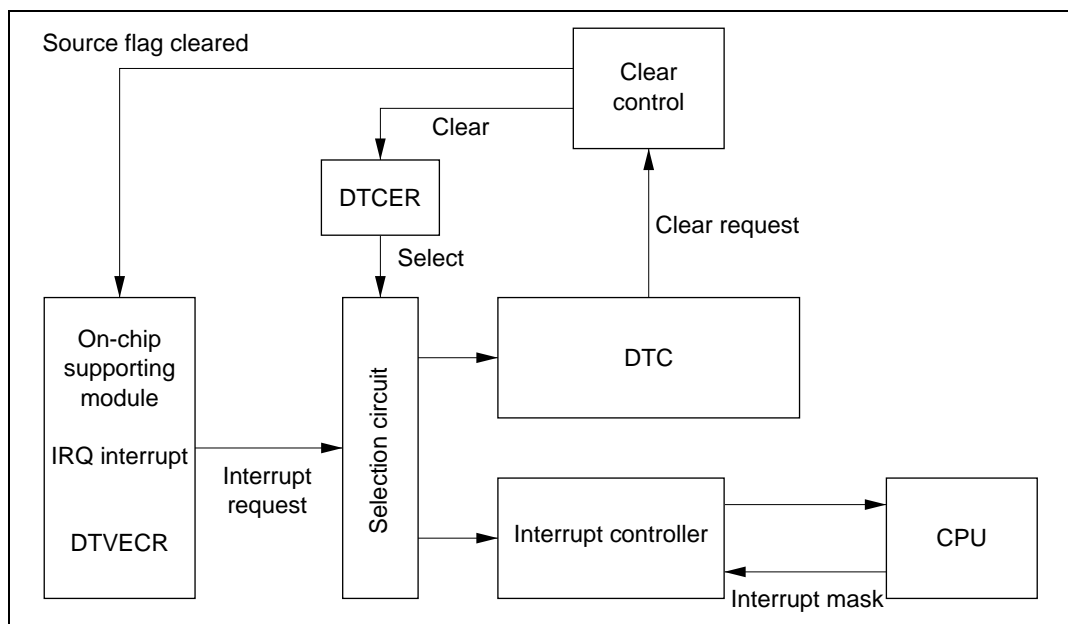 Source flag cleared
Clear
control
Clear
DTCER
Clear request
Select
On-chip
supporting
module
DTC
Selection circuit
IRQ interrupt
Interrupt
request
Interrupt controller
CPU
DTVECR
Interrupt mask